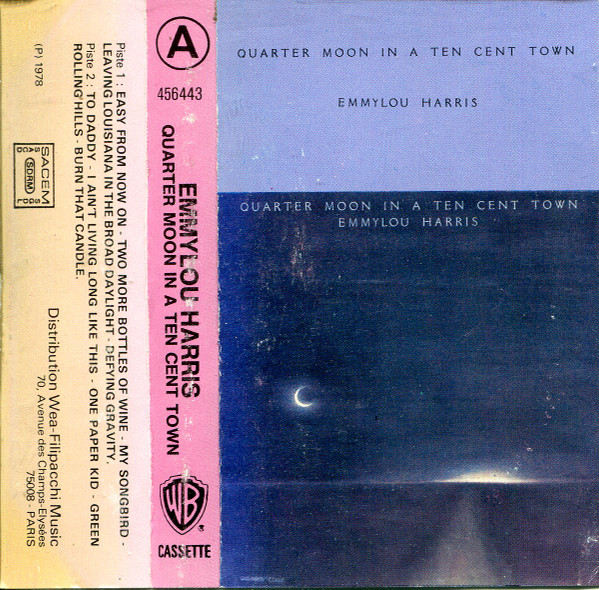 QUARTER MOON IN A TEN CENT TOWN
EMMYLOU HARRIS
QUARTER MOON IN A TEN CENT TOWN
EMMYLOU HARRIS
A
456443
EMMYLOU HARRIS
QUARTER MOON IN A TEN CENT TOWN
WB
®
CASSETTE
Piste 1 : EASY FROM NOW ON - TWO MORE BOTTLES OF WINE - MY SONGBIRD -
LEAVING LOUISIANA IN THE BROAD DAYLIGHT - DEFYING GRAVITY.
Piste 2 : TO DADDY - I AIN'T LIVING LONG LIKE THIS - ONE PAPER KID - GREEN
ROLLING HILLS - BURN THAT CANDLE.
(P) 1978
SACEM
SDRM
Distribution Wea-Filipacchi Music
70, Avenue des Champs-Elysées
75008 - PARIS